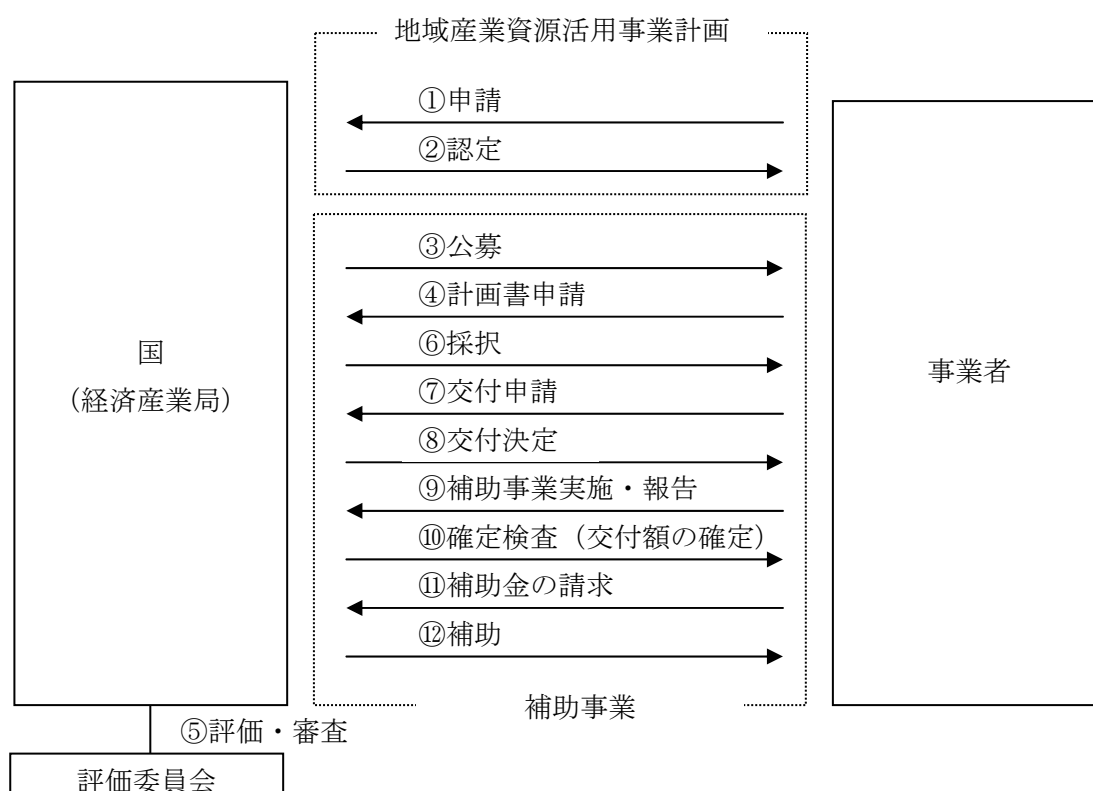 地域産業資源活用事業計画
①申請
②認定
③公募
④計画書申請
⑥採択
⑦交付申請
⑧交付決定
⑨補助事業実施・報告
⑩確定検査（交付額の確定）
⑪補助金の請求
⑫補助
補助事業
国
（経済産業局）
事業者
⑤評価・審査
評価委員会